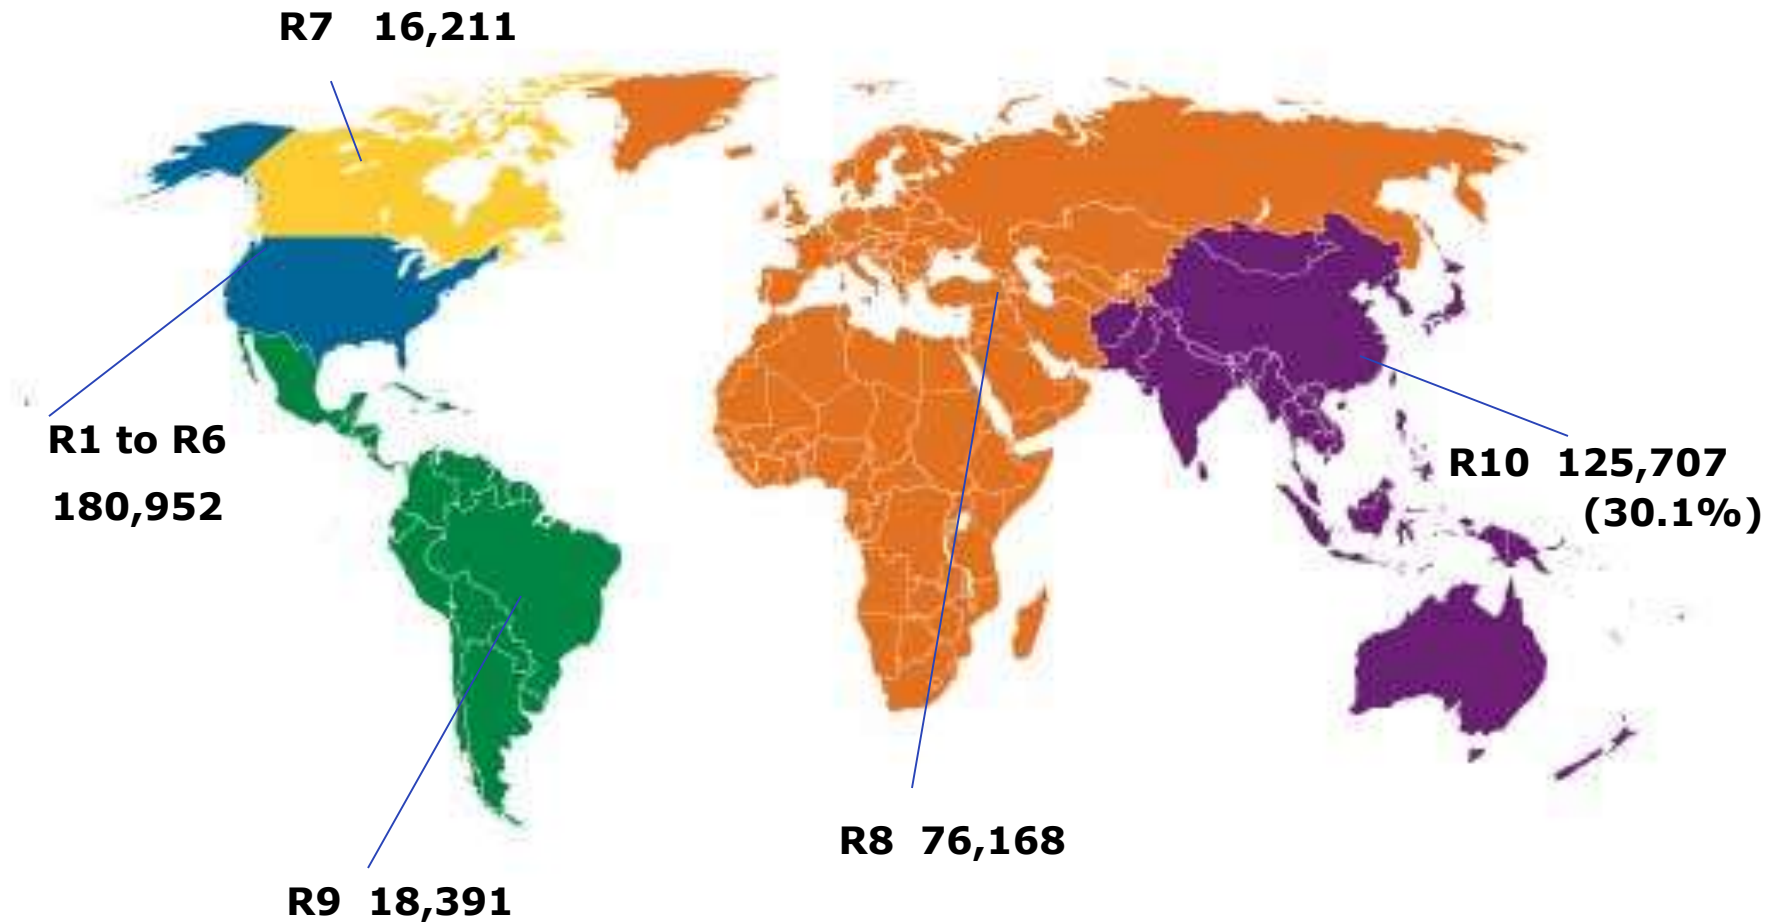 R7 16,211
R1 to R6
180,952
R10 125,707
(30.1%)
R8 76,168
R9 18,391